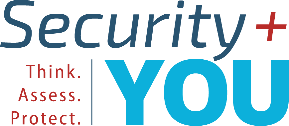 Security+
Think.
Assess.
Protect.
YOU